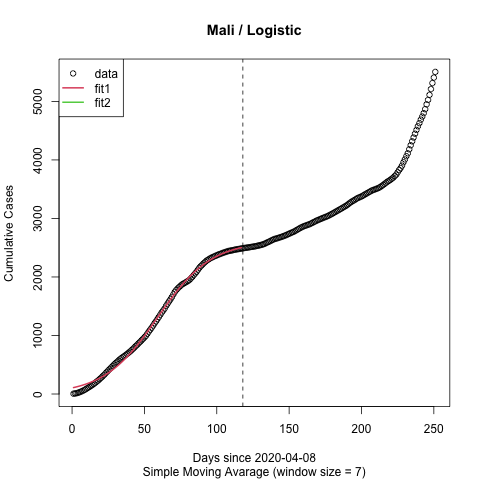 Mali / Logistic
data
fit1
fit2
Cumulative Cases
0
1000
2000
3000
4000
5000
0
50
100
150
200
250
Days since 2020-04-08
Simple Moving Avarage (window size = 7)